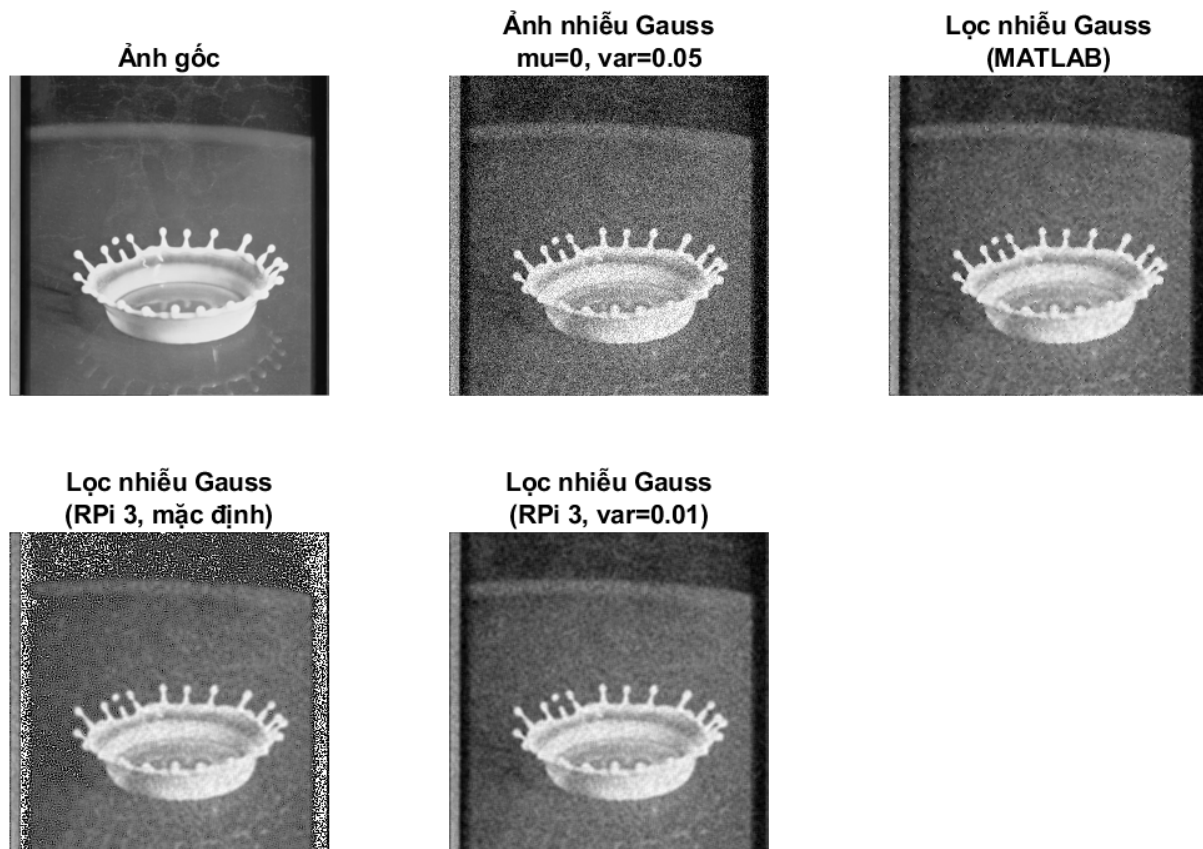 Ảnh gốc
Ảnh nhiễu Gauss
mu=0, var=0.05
Lọc nhiễu Gauss
(MATLAB)
Lọc nhiễu Gauss
(RPi 3, mặc định)
Lọc nhiễu Gauss
(RPi 3, var=0.01)